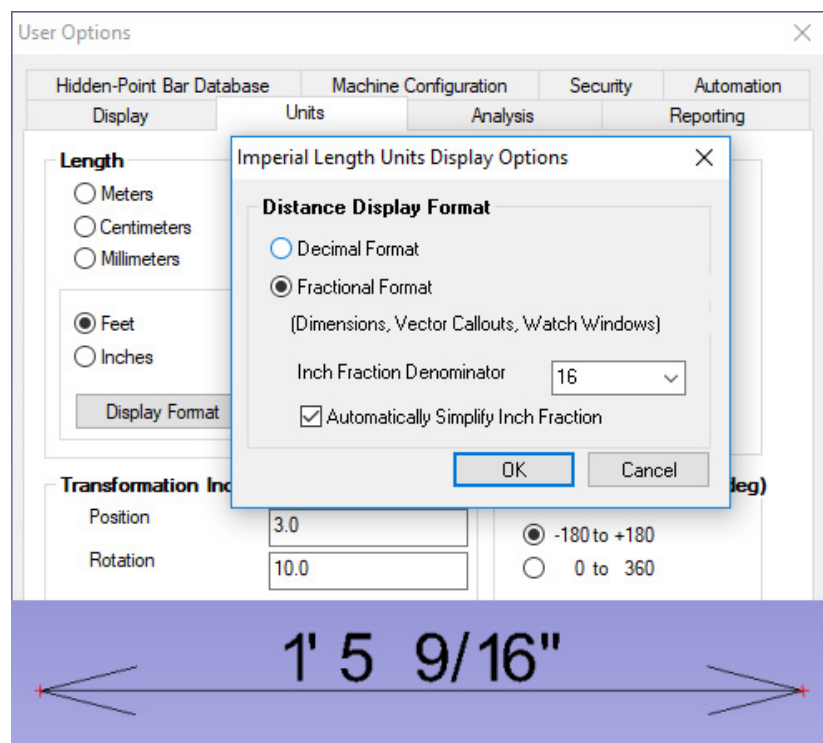 User Options
Hidden-Point Bar Database Machine Configuration Security Automation
Display Units Analysis Reporting
Length
Meters
Centimeters
Millimeters
Feet
Inches
Display Format
Imperial Length Units Display Options
Distance Display Format
Decimal Format
Fractional Format
(Dimensions, Vector Callouts, Watch Windows)
Inch Fraction Denominator 16
Automatically Simplify Inch Fraction
OK Cancel
Transformation
Position 3.0
Rotation 10.0
-180 to +180
0 to 360
1' 5 9/16"